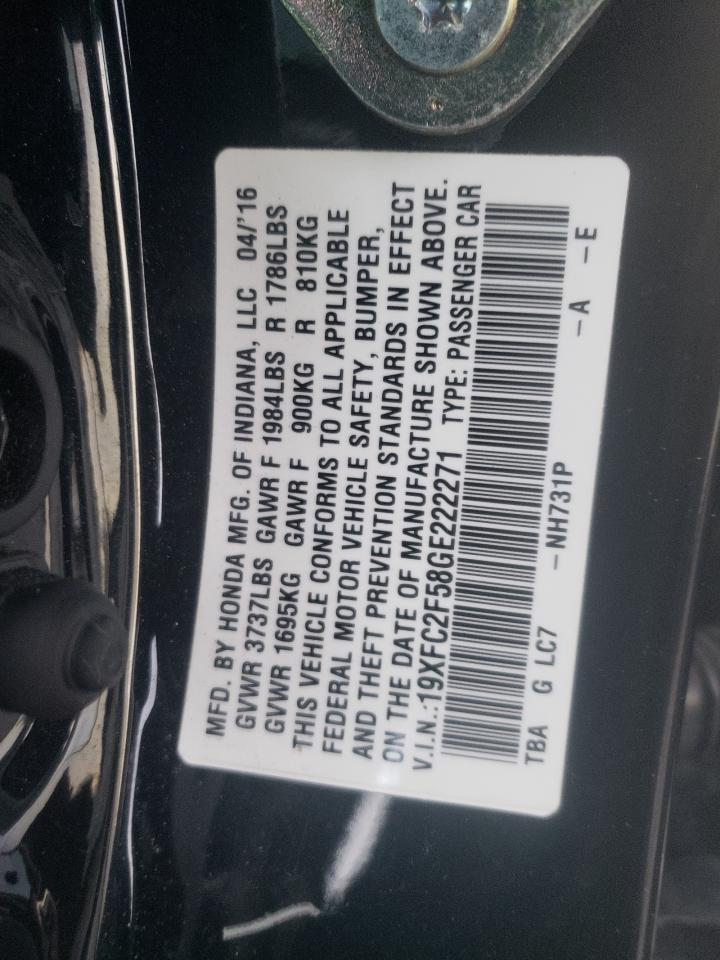 MFD. BY HONDA MFG. OF INDIANA, LLC 04/'16
GVWR 3737LBS GAWR F 1984LBS R 1786LBS
GVWR 1695KG GAWR F 900KG R 810KG
THIS VEHICLE CONFORMS TO ALL APPLICABLE
FEDERAL MOTOR VEHICLE SAFETY, BUMPER,
AND THEFT PREVENTION STANDARDS IN EFFECT
ON THE DATE OF MANUFACTURE SHOWN ABOVE.
V.I.N.:19XFC2F58GE222271 TYPE: PASSENGER CAR
TBA G LC7 – NH731P – A – E